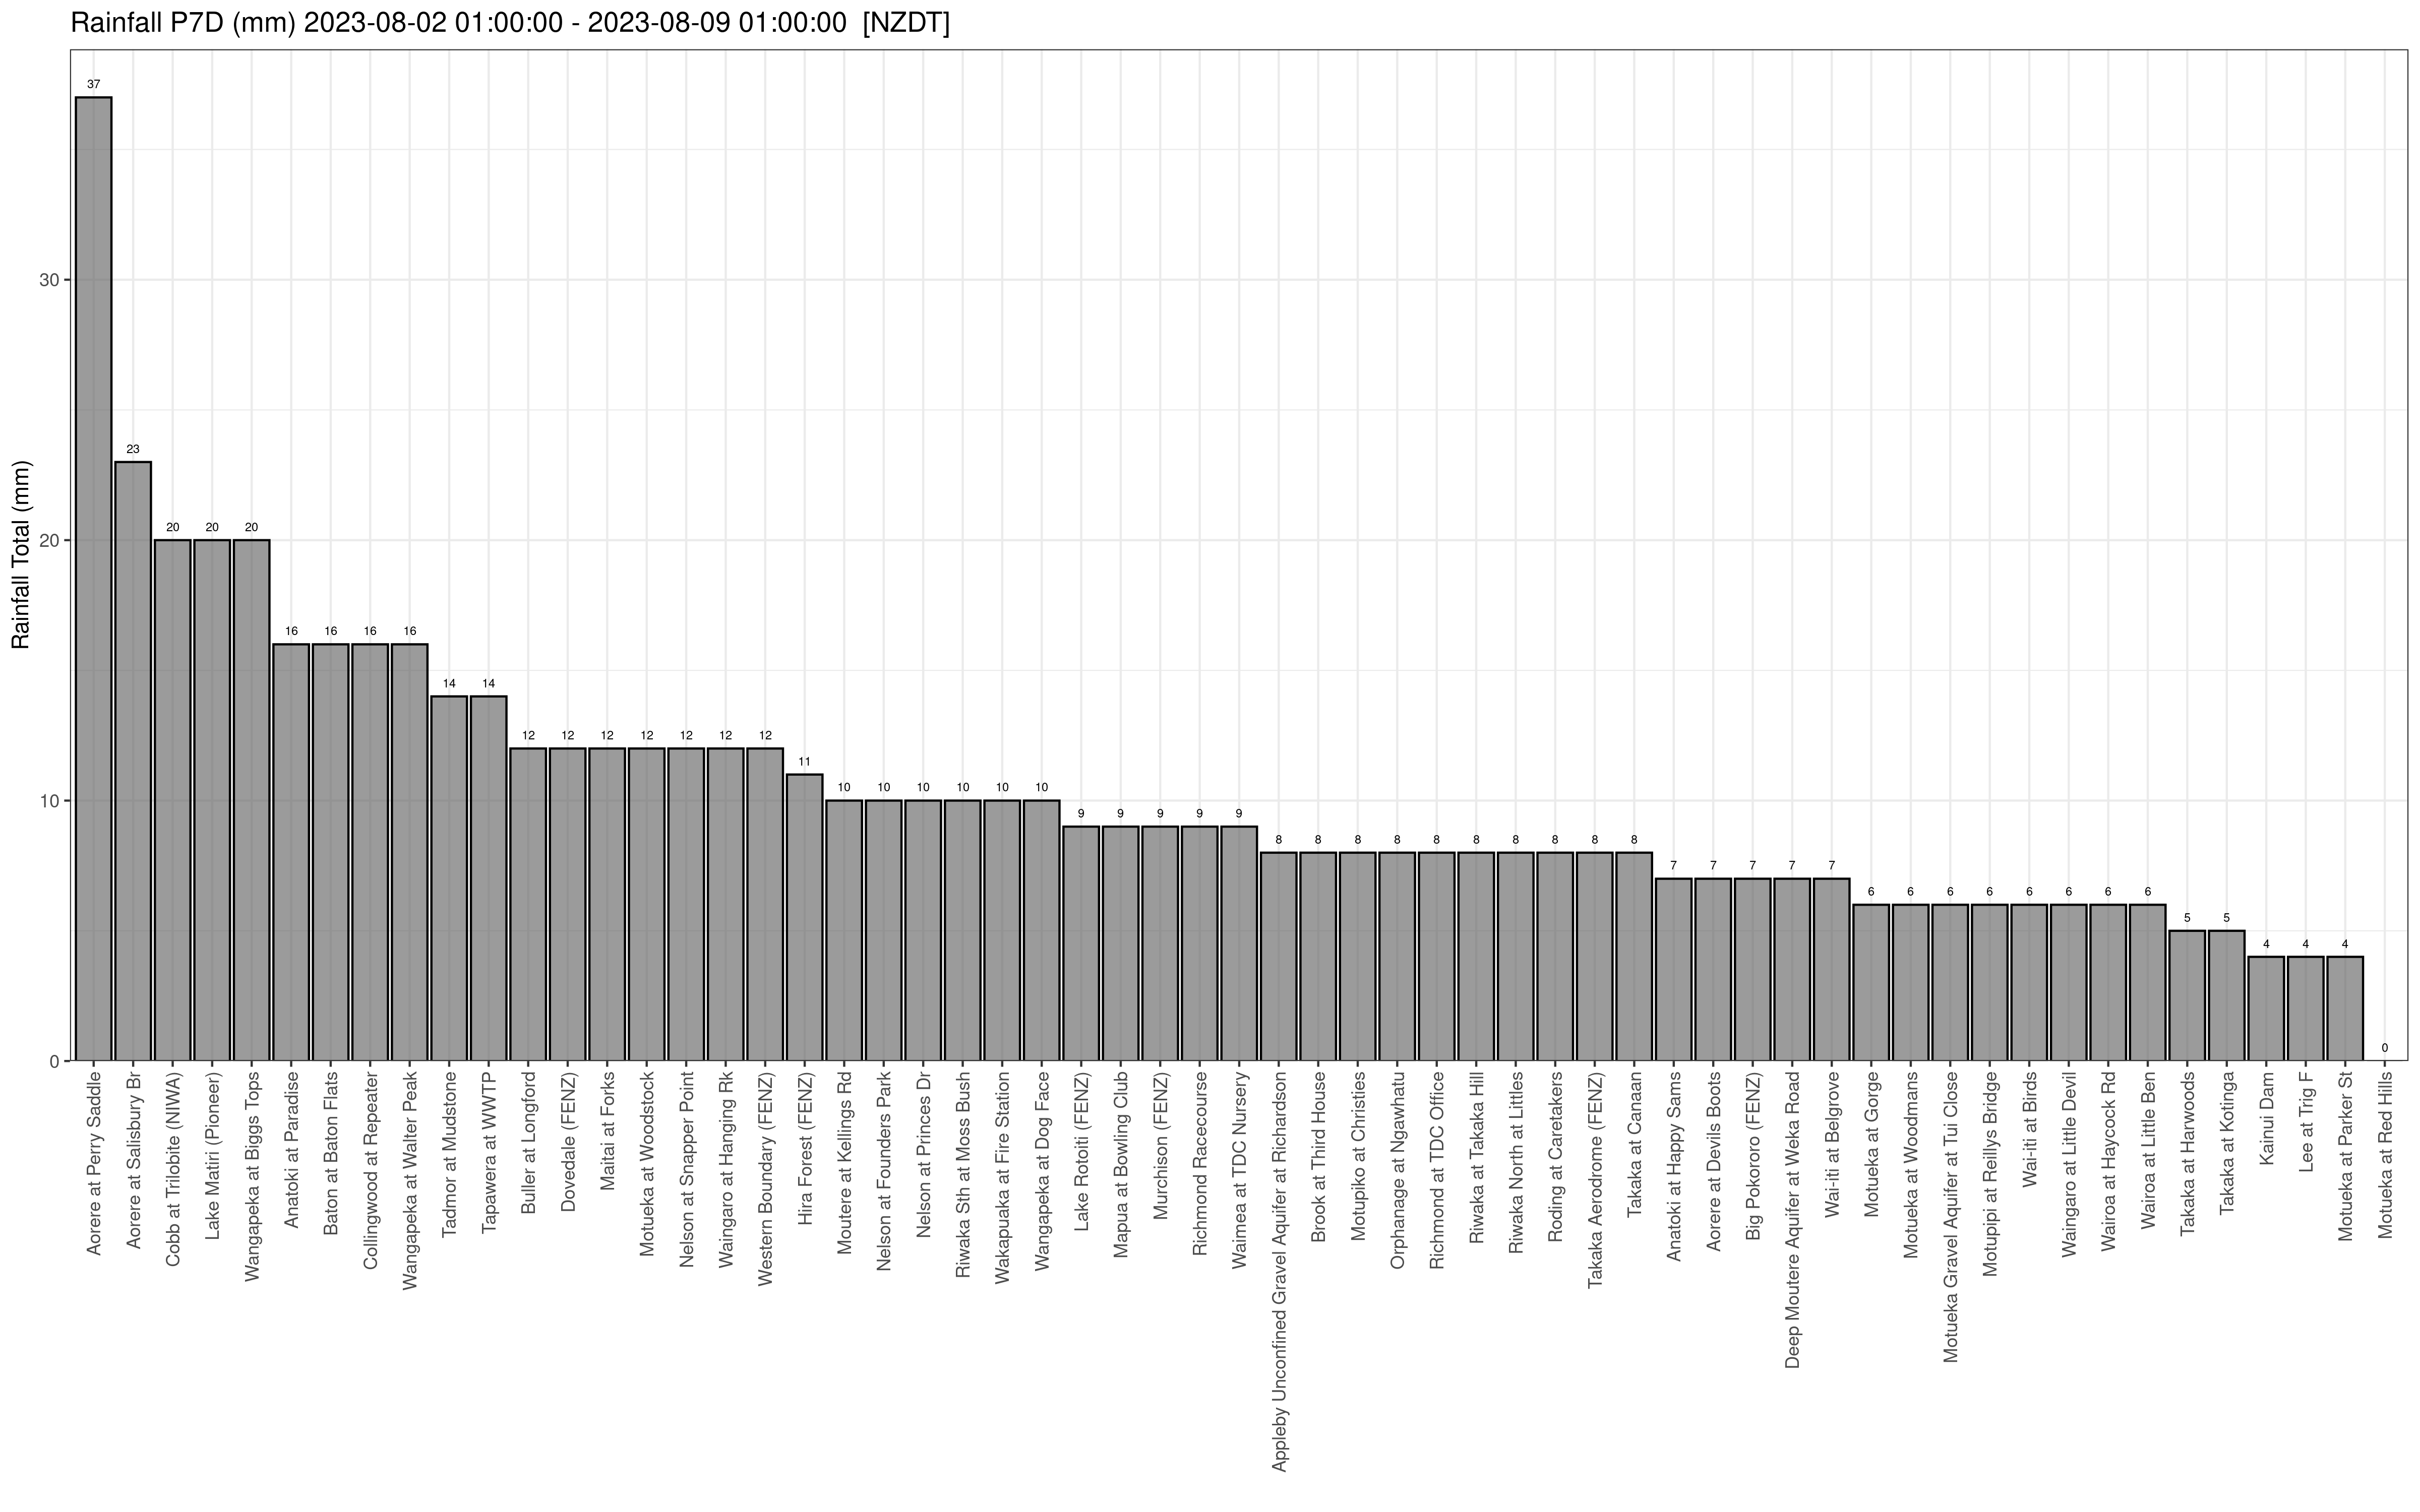 Rainfall P7D (mm) 2023-08-02 01:00:00 - 2023-08-09 01:00:00 [NZDT]
Rainfall Total (mm)
30
20
10
0
37
23
20
20
20
16
16
16
16
14
14
12
12
12
12
12
12
12
11
10
10
10
10
10
10
9
9
9
9
9
8
8
8
8
8
8
8
8
8
8
7
7
7
7
7
6
6
6
6
6
6
6
6
5
5
4
4
4
0
Aorere at Perry Saddle
Aorere at Salisbury Br
Cobb at Trilobite (NIWA)
Lake Matiri (Pioneer)
Wangapeka at Biggs Tops
Anatoki at Paradise
Baton at Baton Flats
Collingwood at Repeater
Wangapeka at Walter Peak
Tadmor at Mudstone
Tapawera at WWTP
Buller at Longford
Dovedale (FENZ)
Maitai at Forks
Motueka at Woodstock
Nelson at Snapper Point
Waingaro at Hanging Rk
Western Boundary (FENZ)
Hira Forest (FENZ)
Moutere at Kellings Rd
Nelson at Founders Park
Nelson at Princes Dr
Riwaka Sth at Moss Bush
Wakapuaka at Fire Station
Wangapeka at Dog Face
Lake Rotoiti (FENZ)
Mapua at Bowling Club
Murchison (FENZ)
Richmond Racecourse
Waimea at TDC Nursery
Appleby Unconfined Gravel Aquifer at Richardson
Brook at Third House
Motupiko at Christies
Orphanage at Ngawhatu
Richmond at TDC Office
Riwaka at Takaka Hill
Riwaka North at Littles
Roding at Caretakers
Takaka Aerodrome (FENZ)
Takaka at Canaan
Anatoki at Happy Sams
Aorere at Devils Boots
Big Pokororo (FENZ)
Deep Moutere Aquifer at Weka Road
Wai-iti at Belgrove
Motueka at Gorge
Motueka at Woodmans
Motueka Gravel Aquifer at Tui Close
Motupipi at Reillys Bridge
Wai-iti at Birds
Waingaro at Little Devil
Wairoa at Haycock Rd
Wairoa at Little Ben
Takaka at Harwoods
Takaka at Kotinga
Kainui Dam
Lee at Trig F
Motueka at Parker St
Motueka at Red Hills